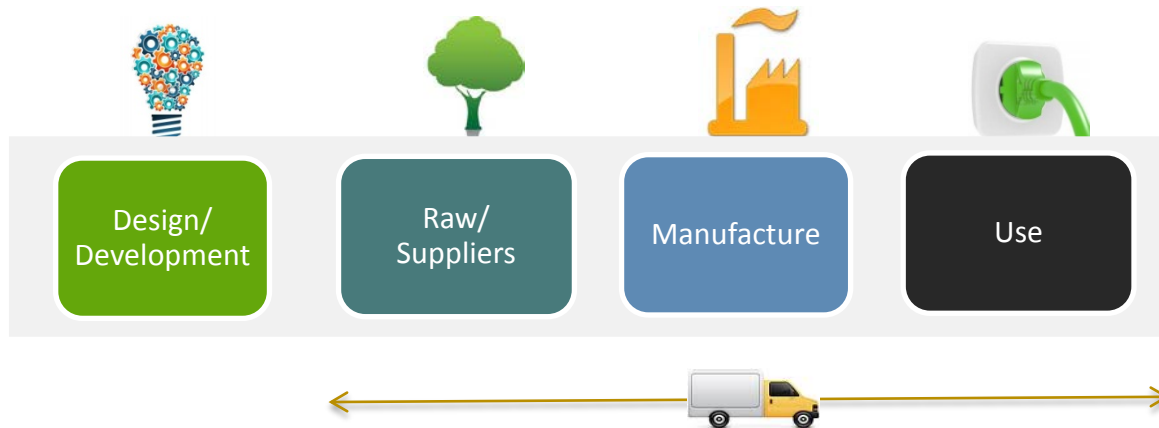 Design/
Development
Raw/
Suppliers
Manufacture
Use